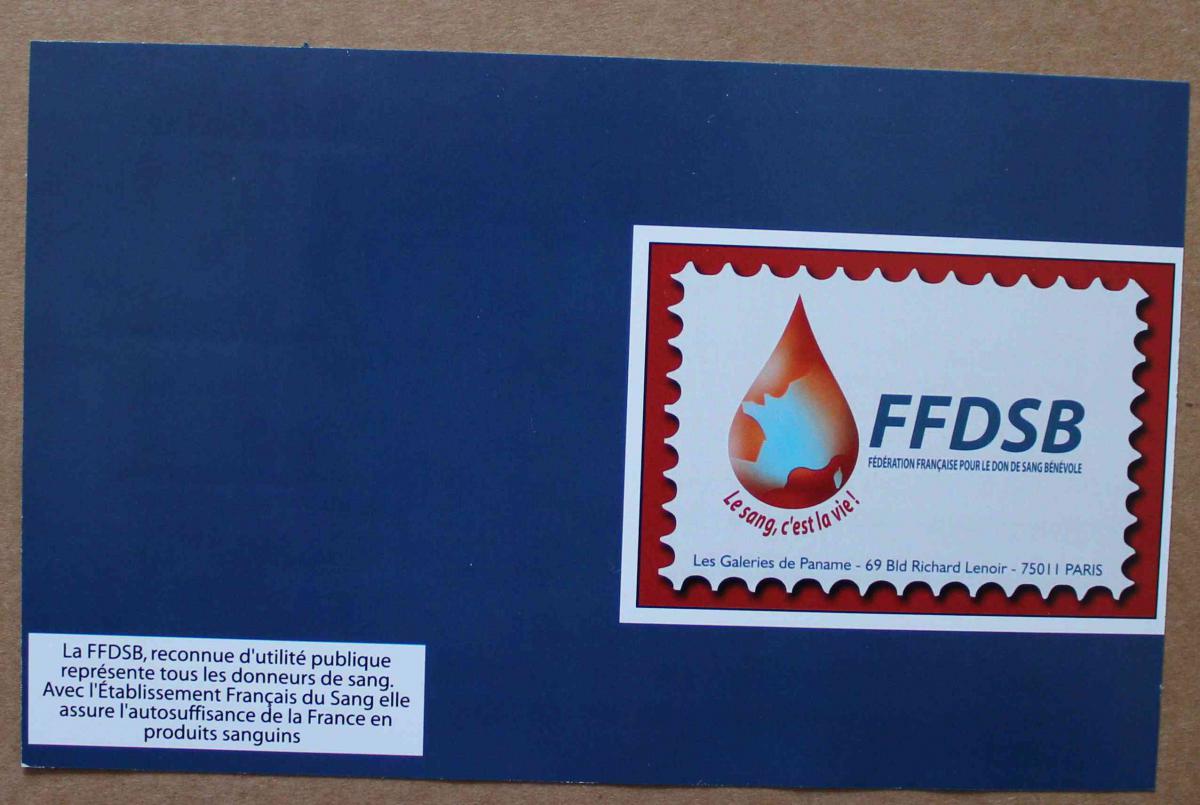 FFDSB
FÉDÉRATION FRANÇAISE POUR LE DON DE SANG BÉNÉVOLE
Le sang, c'est la vie !
Les Galeries de Paname - 69 Bld Richard Lenoir - 75011 PARIS
La FFDSB, reconnue d'utilité publique
représente tous les donneurs de sang.
Avec l'Établissement Français du Sang elle
assure l'autosuffisance de la France en
produits sanguins